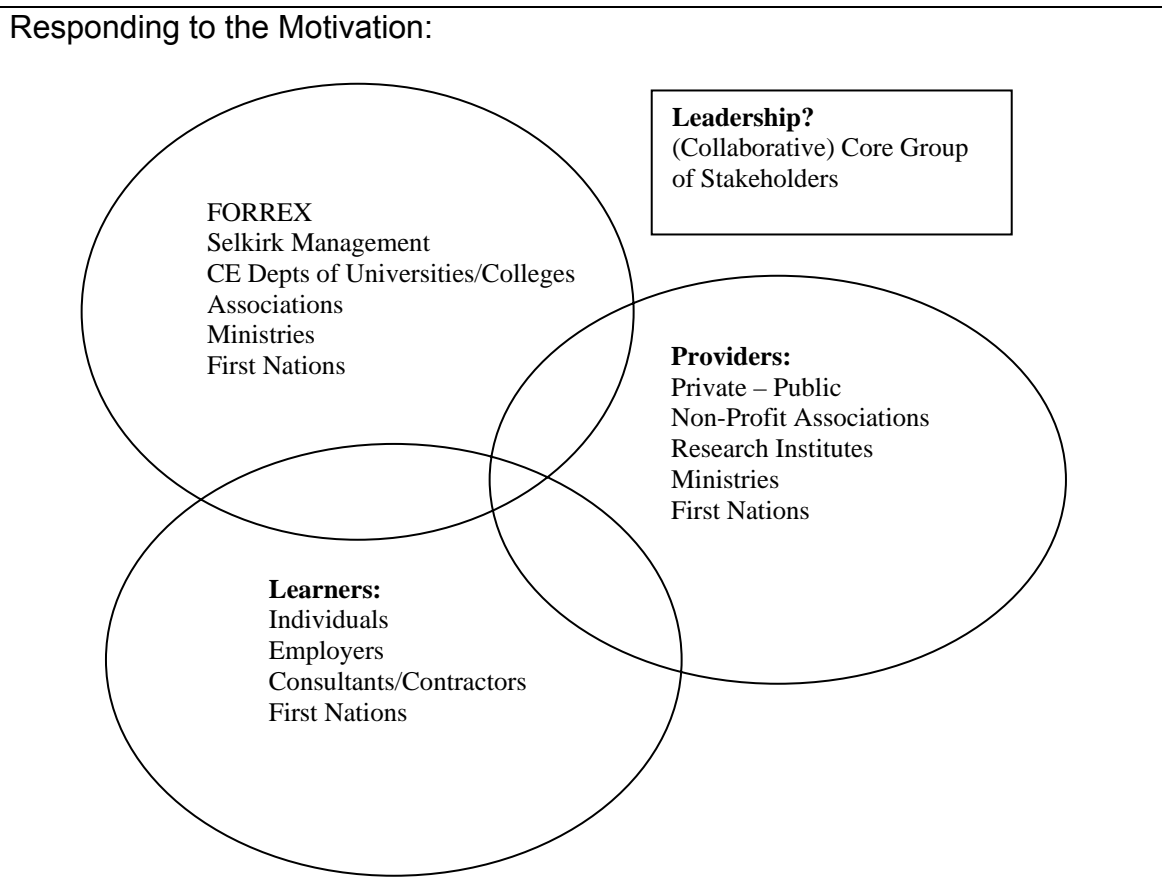 Responding to the Motivation:
Leadership?
(Collaborative) Core Group
of Stakeholders
FORREX
Selkirk Management
CE Depts of Universities/Colleges
Associations
Ministries
First Nations
Providers:
Private – Public
Non-Profit Associations
Research Institutes
Ministries
First Nations
Learners:
Individuals
Employers
Consultants/Contractors
First Nations